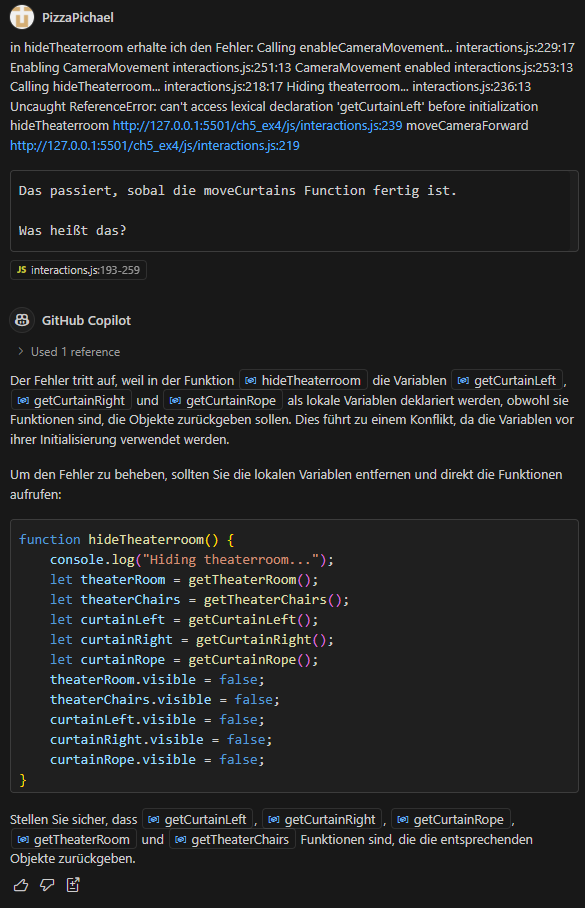 PizzaPichael
in hideTheaterroom erhalte ich den Fehler: Calling enableCameraMovement... interactions.js:229:17
Enabling CameraMovement interactions.js:251:13 CameraMovement enabled interactions.js:253:13
Calling hideTheaterroom... interactions.js:218:17 Hiding theaterroom... interactions.js:236:13
Uncaught ReferenceError: can't access lexical declaration 'getCurtainLeft' before initialization
hideTheaterroom http://127.0.0.1:5501/ch5_ex4/js/interactions.js:239 moveCameraForward
http://127.0.0.1:5501/ch5_ex4/js/interactions.js:219
Das passiert, sobal die moveCurtains Function fertig ist.
Was heißt das?
JS interactions.js:193-259
GitHub Copilot
Used 1 reference
Der Fehler tritt auf, weil in der Funktion hideTheaterroom die Variablen getCurtainLeft,
getCurtainRight und getCurtainRope als lokale Variablen deklariert werden, obwohl sie
Funktionen sind, die Objekte zurückgeben sollen. Dies führt zu einem Konflikt, da die Variablen vor
ihrer Initialisierung verwendet werden.
Um den Fehler zu beheben, sollten Sie die lokalen Variablen entfernen und direkt die Funktionen
aufrufen:
function hideTheaterroom() {
console.log("Hiding theaterroom...");
let theaterRoom = getTheaterRoom();
let theaterChairs = getTheaterChairs();
let curtainLeft = getCurtainLeft();
let curtainRight = getCurtainRight();
let curtainRope = getCurtainRope();
theaterRoom.visible = false;
theaterChairs.visible = false;
curtainLeft.visible = false;
curtainRight.visible = false;
curtainRope.visible = false;
}
Stellen Sie sicher, dass getCurtainLeft, getCurtainRight, getCurtainRope,
getTheaterRoom und getTheaterChairs Funktionen sind, die die entsprechenden
Objekte zurückgeben.